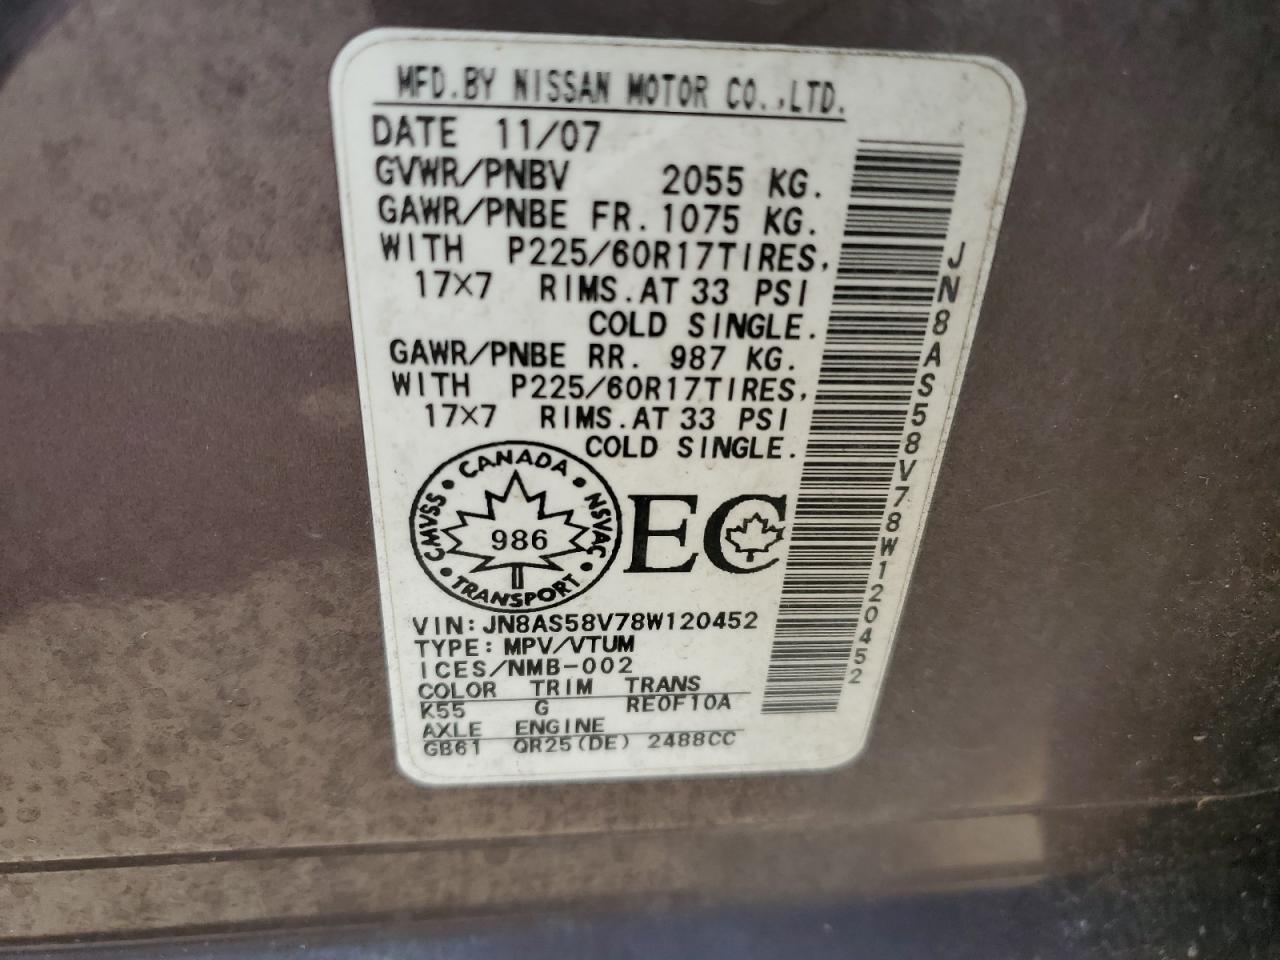 MFD.BY NISSAN MOTOR CO.,LTD.
DATE 11/07
GVWR/PNBV 2055 KG.
GAWR/PNBE FR. 1075 KG.
WITH P225/60R17TIRES,
17×7 RIMS.AT 33 PSI
COLD SINGLE.
GAWR/PNBE RR. 987 KG.
WITH P225/60R17TIRES,
17×7 RIMS.AT 33 PSI
COLD SINGLE.
CANADA
CMVSS
NSVAC
986
TRANSPORT
EC
VIN: JN8AS58V78W120452
TYPE: MPV/VTUM
ICES/NMB-002
COLOR TRIM TRANS
K55 G RE0F10A
AXLE ENGINE
GB61 QR25(DE) 2488CC
JN8AS58V78W120452